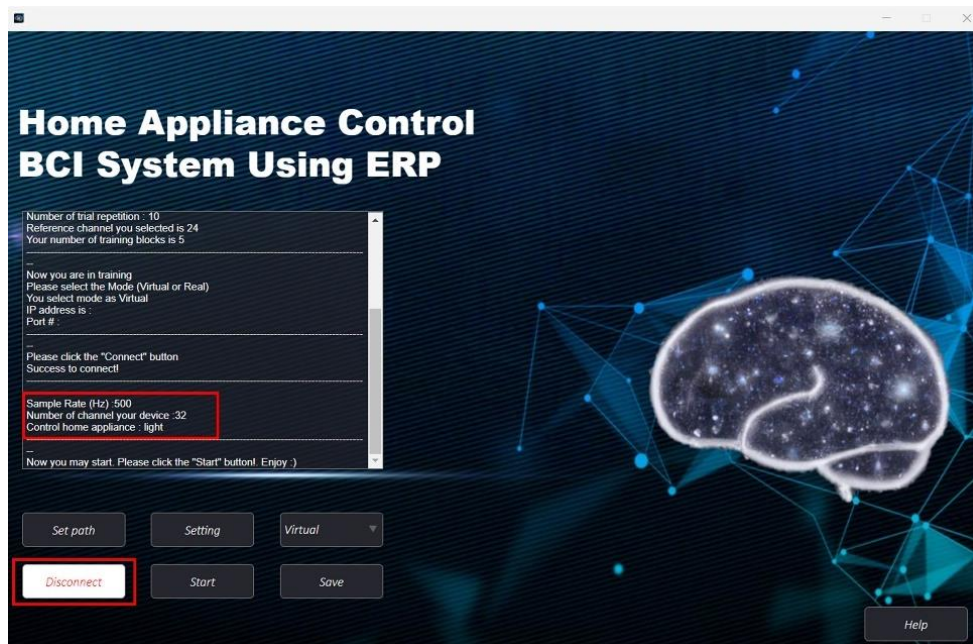 Home Appliance Control
BCI System Using ERP
Number of trial repetition : 10
Reference channel you selected is 24
Your number of training blocks is 5
--------------------------------------------------------------------------------
--
Now you are in training
Please select the Mode (Virtual or Real)
You select mode as Virtual
IP address is :
Port # :
--------------------------------------------------------------------------------
--
Please click the "Connect" button
Success to connect!
--------------------------------------------------------------------------------
Sample Rate (Hz) :500
Number of channel your device :32
Control home appliance : light
--------------------------------------------------------------------------------
--
Now you may start. Please click the "Start" button!. Enjoy :)
Set path
Setting
Virtual
Disconnect
Start
Save
Help